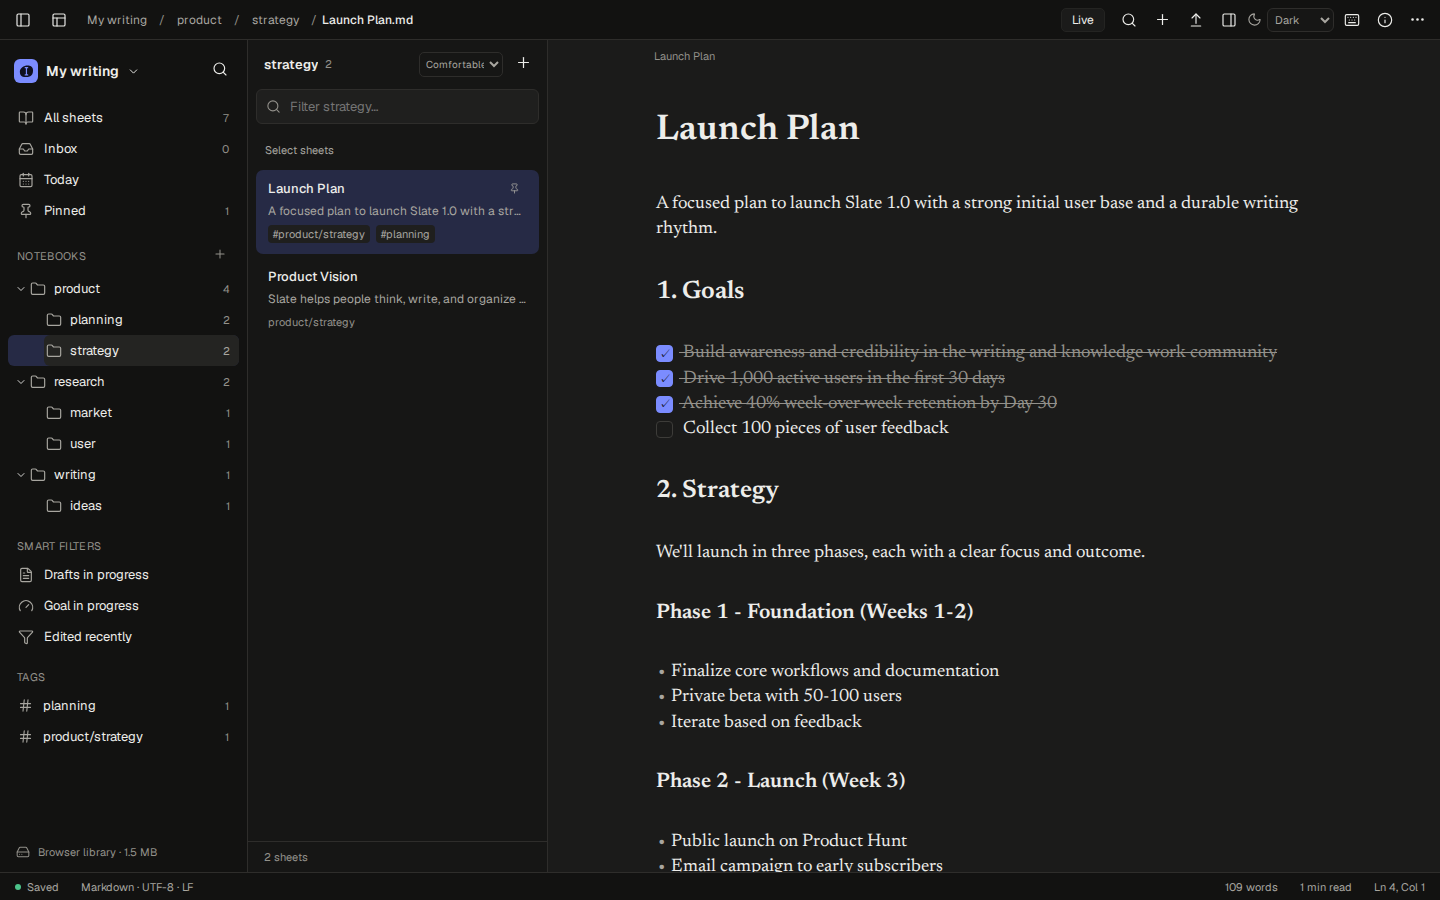 My writing / product / strategy / Launch Plan.md
Live
Dark
My writing
All sheets 7
Inbox 0
Today
Pinned 1
NOTEBOOKS
product 4
planning 2
strategy 2
research 2
market 1
user 1
writing 1
ideas 1
SMART FILTERS
Drafts in progress
Goal in progress
Edited recently
TAGS
# planning 1
# product/strategy 1
Browser library · 1.5 MB
strategy 2
Comfortable
Filter strategy...
Select sheets
Launch Plan
A focused plan to launch Slate 1.0 with a str...
#product/strategy #planning
Product Vision
Slate helps people think, write, and organize ...
product/strategy
2 sheets
Launch Plan
Launch Plan
A focused plan to launch Slate 1.0 with a strong initial user base and a durable writing
rhythm.
1. Goals
Build awareness and credibility in the writing and knowledge work community
Drive 1,000 active users in the first 30 days
Achieve 40% week-over-week retention by Day 30
Collect 100 pieces of user feedback
2. Strategy
We'll launch in three phases, each with a clear focus and outcome.
Phase 1 - Foundation (Weeks 1-2)
• Finalize core workflows and documentation
• Private beta with 50-100 users
• Iterate based on feedback
Phase 2 - Launch (Week 3)
• Public launch on Product Hunt
• Email campaign to early subscribers
Saved
Markdown · UTF-8 · LF
109 words
1 min read
Ln 4, Col 1